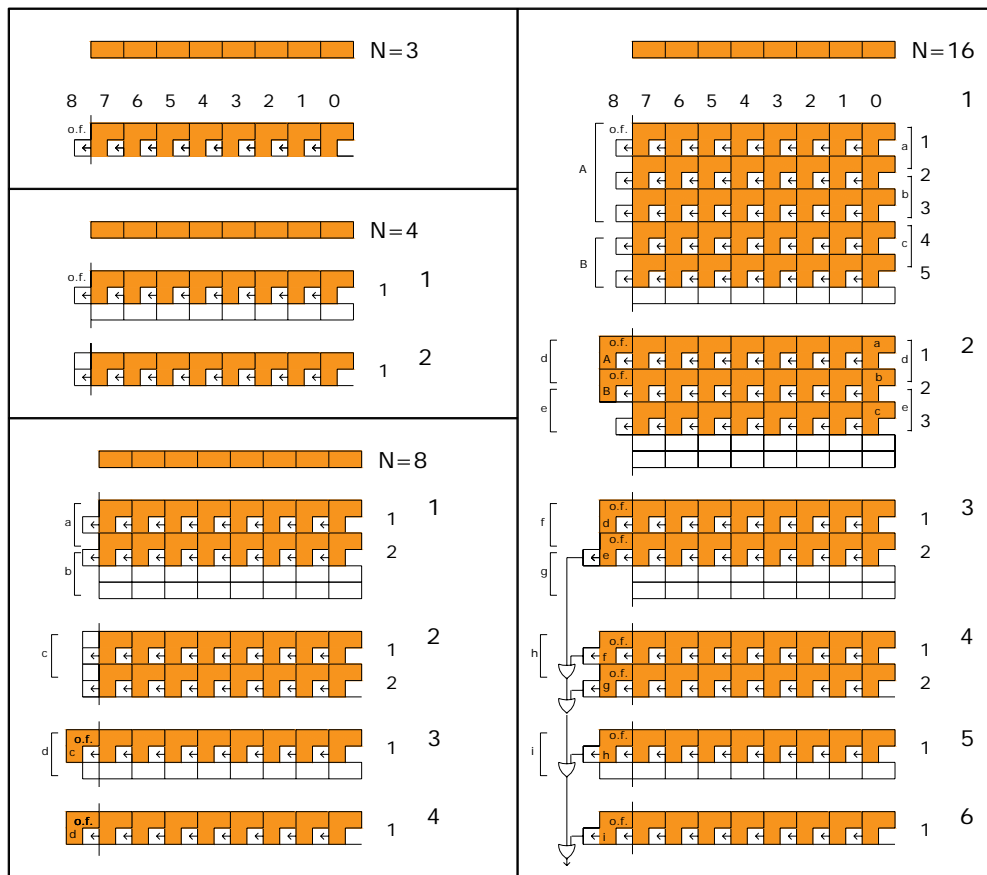 N=3
8 7 6 5 4 3 2 1 0
o.f.
N=4
o.f.
1 1
1 2
N=8
a 1 1
b 2
c 1 2
2
o.f.
d c 1 3
o.f.
d 1 4
N=16
8 7 6 5 4 3 2 1 0 1
o.f.
A a 1
2
b
3
c 4
B
5
o.f. a 2
d A d 1
o.f. b
B 2
e c e
3
o.f. 3
f d 1
o.f.
g e 2
o.f. 4
h f 1
o.f.
g 2
o.f. 5
i h 1
o.f. 6
i 1